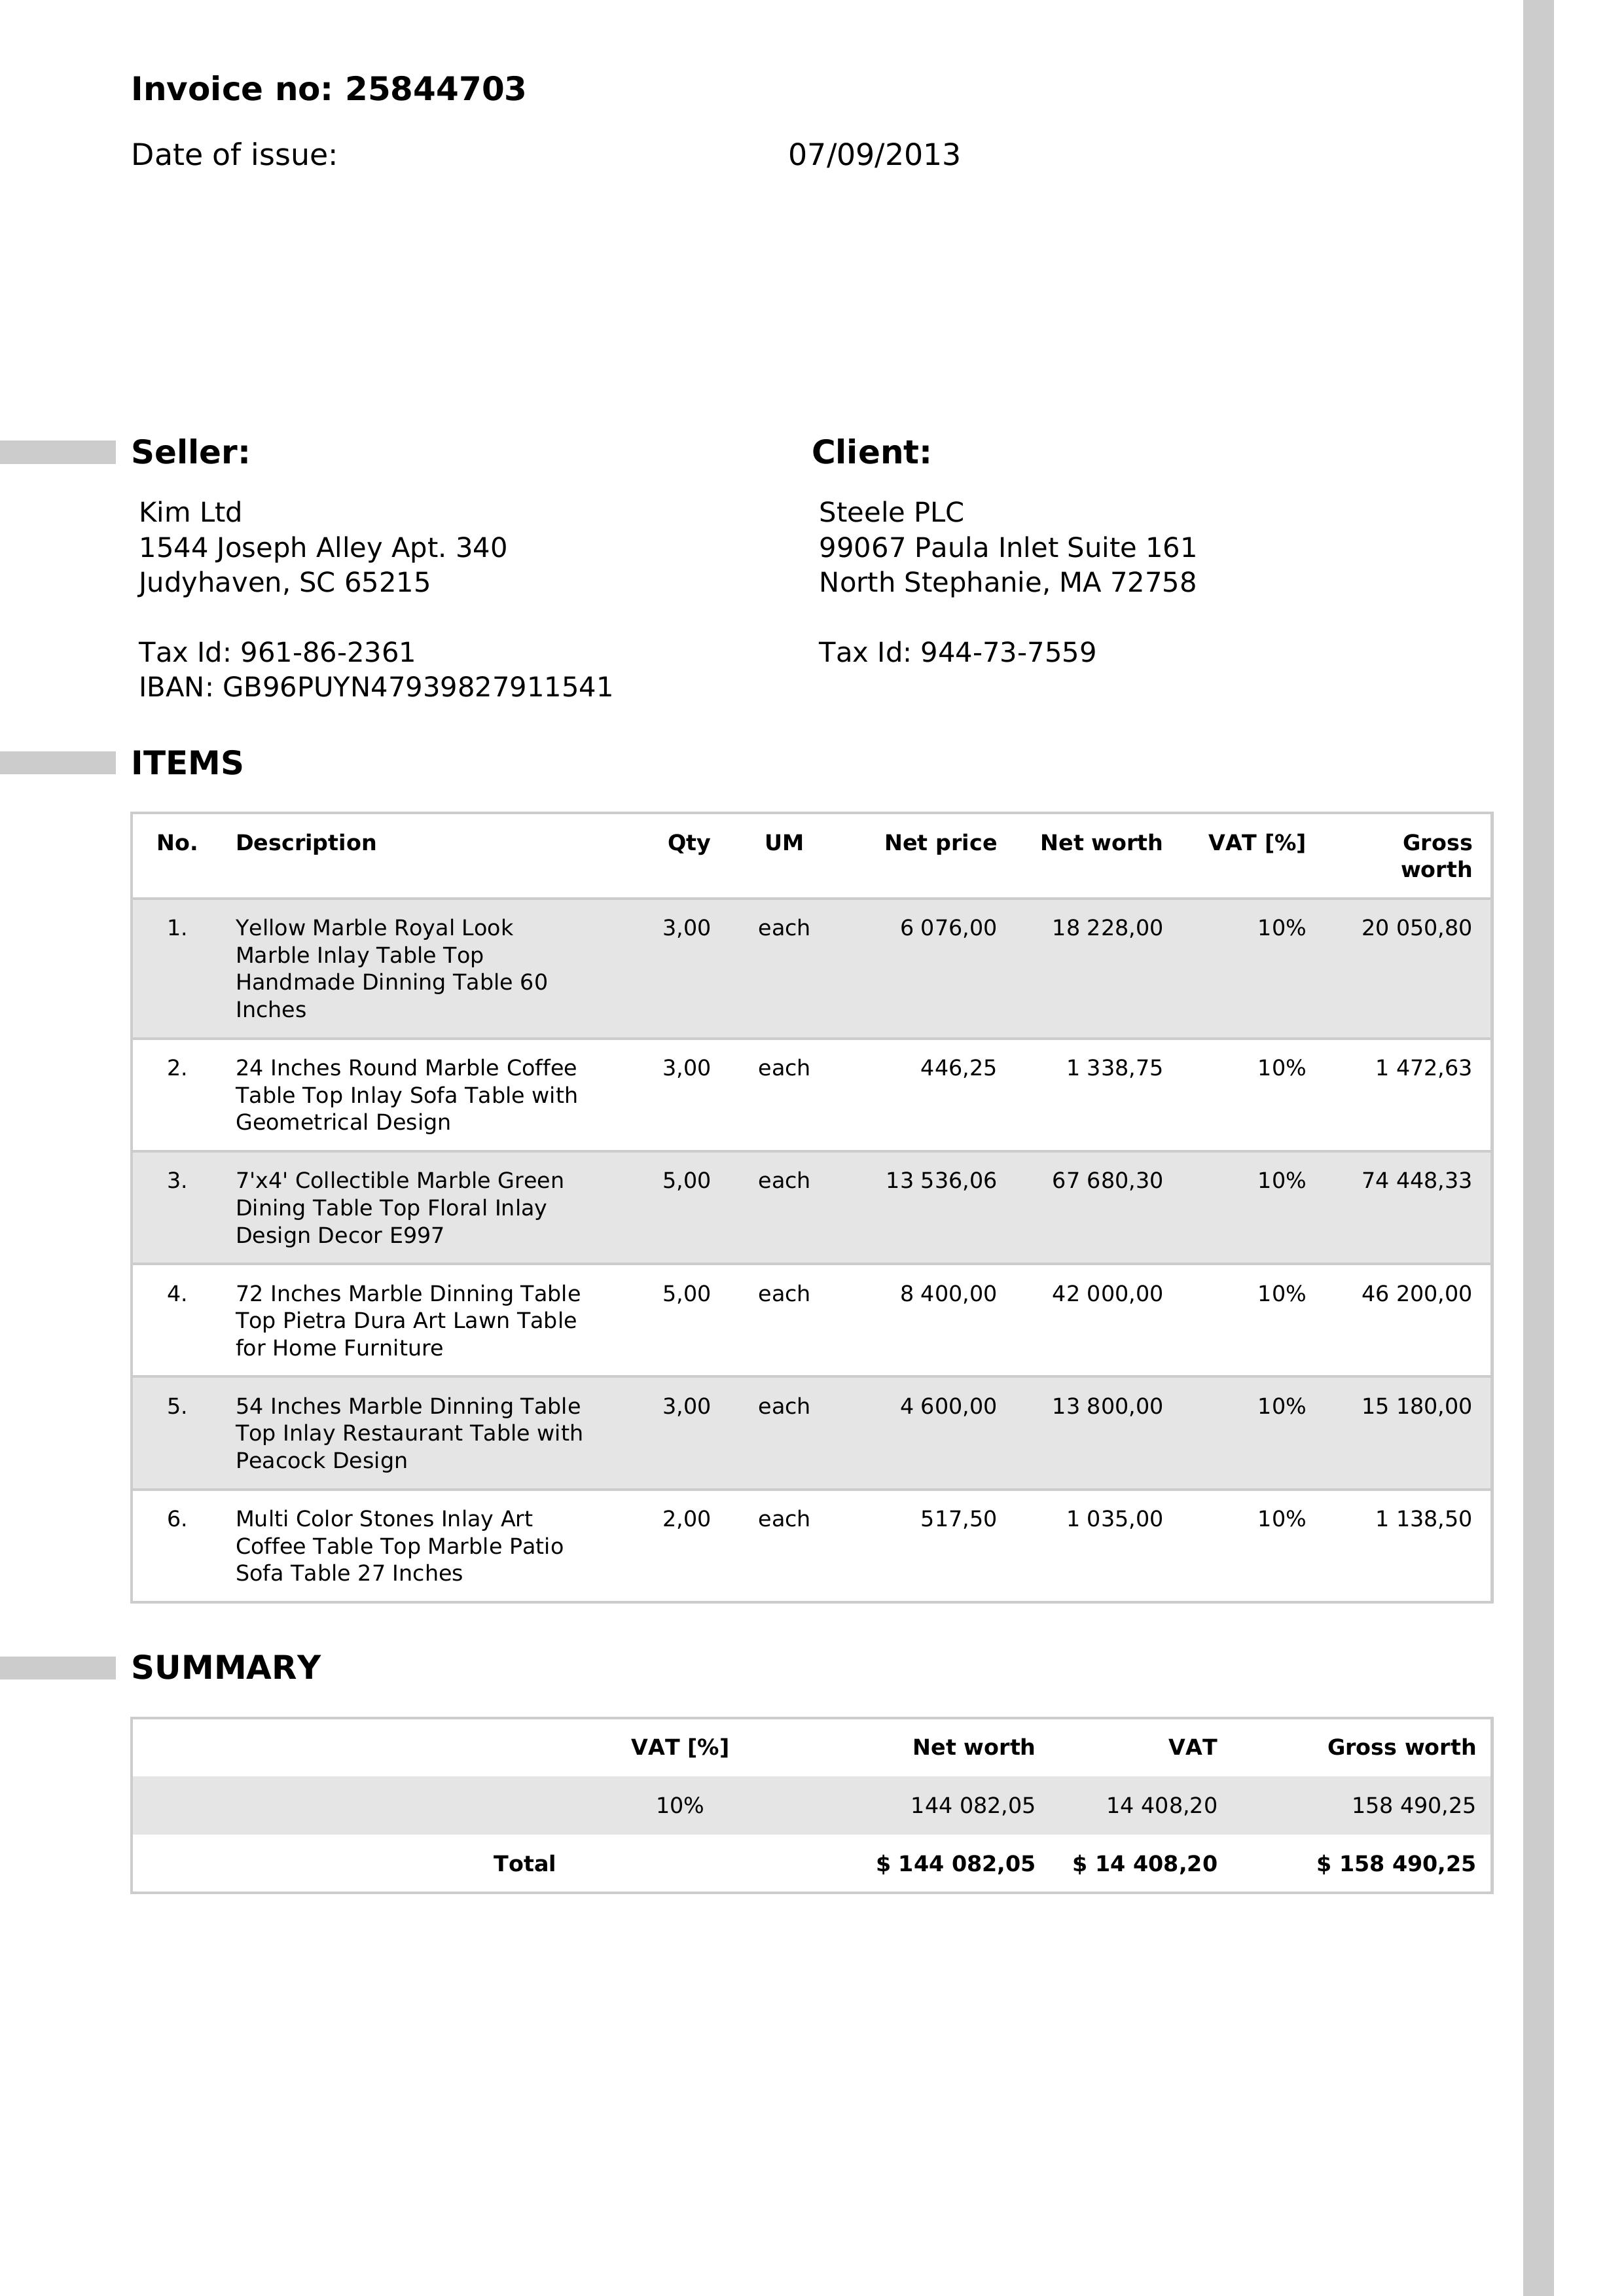 Invoice no: 25844703
Date of issue: 07/09/2013
Seller:
Kim Ltd
1544 Joseph Alley Apt. 340
Judyhaven, SC 65215
Tax Id: 961-86-2361
IBAN: GB96PUYN47939827911541
Client:
Steele PLC
99067 Paula Inlet Suite 161
North Stephanie, MA 72758
Tax Id: 944-73-7559
ITEMS
No. Description Qty UM Net price Net worth VAT [%] Gross
worth
1. Yellow Marble Royal Look 3,00 each 6 076,00 18 228,00 10% 20 050,80
Marble Inlay Table Top
Handmade Dinning Table 60
Inches
2. 24 Inches Round Marble Coffee 3,00 each 446,25 1 338,75 10% 1 472,63
Table Top Inlay Sofa Table with
Geometrical Design
3. 7'x4' Collectible Marble Green 5,00 each 13 536,06 67 680,30 10% 74 448,33
Dining Table Top Floral Inlay
Design Decor E997
4. 72 Inches Marble Dinning Table 5,00 each 8 400,00 42 000,00 10% 46 200,00
Top Pietra Dura Art Lawn Table
for Home Furniture
5. 54 Inches Marble Dinning Table 3,00 each 4 600,00 13 800,00 10% 15 180,00
Top Inlay Restaurant Table with
Peacock Design
6. Multi Color Stones Inlay Art 2,00 each 517,50 1 035,00 10% 1 138,50
Coffee Table Top Marble Patio
Sofa Table 27 Inches
SUMMARY
VAT [%] Net worth VAT Gross worth
10% 144 082,05 14 408,20 158 490,25
Total $ 144 082,05 $ 14 408,20 $ 158 490,25